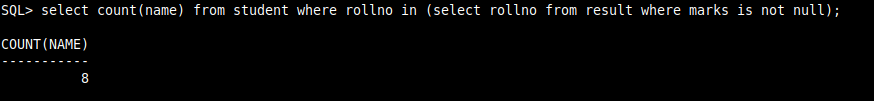 SQL> select count(name) from student where rollno in (select rollno from result where marks is not null);
COUNT(NAME)
-----------
8